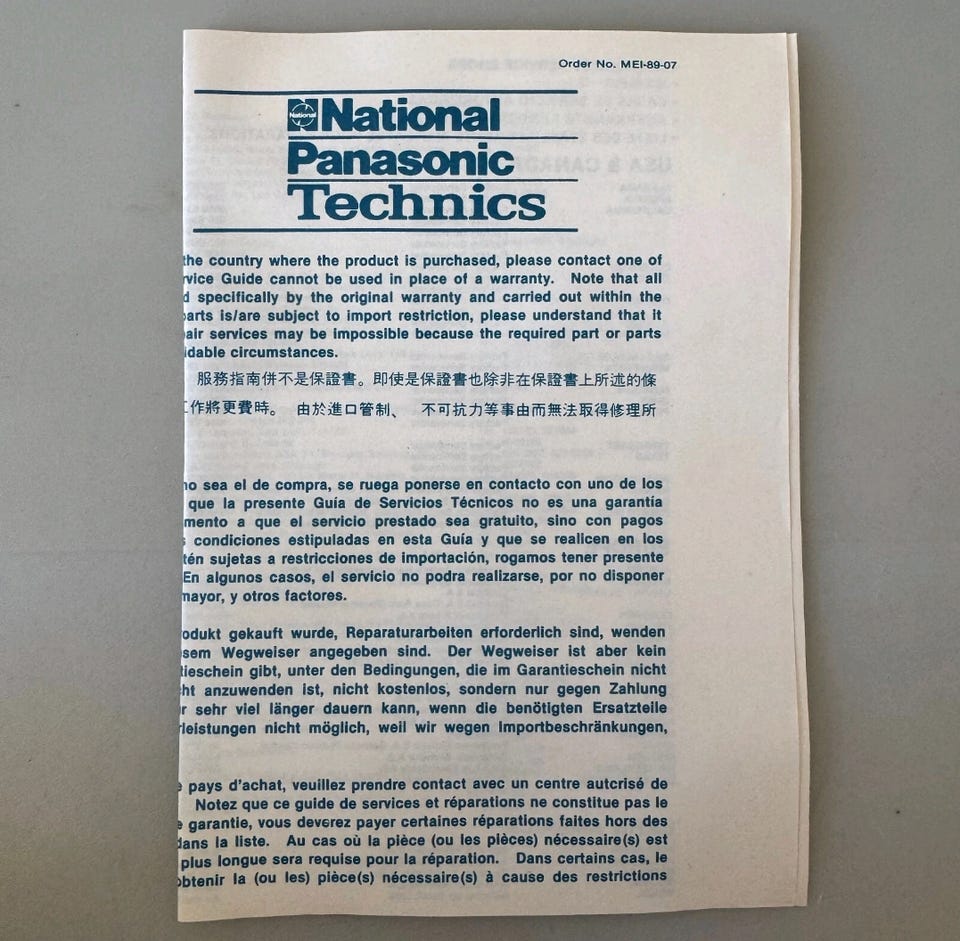 Order No. MEI-89-07
National
National
Panasonic
Technics
the country where the product is purchased, please contact one of
rvice Guide cannot be used in place of a warranty. Note that all
d specifically by the original warranty and carried out within the
parts is/are subject to import restriction, please understand that it
air services may be impossible because the required part or parts
idable circumstances.
服務指南併不是保證書。即使是保證書也除非在保證書上所述的條
工作將更費時。 由於進口管制、 不可抗力等事由而無法取得修理所
no sea el de compra, se ruega ponerse en contacto con uno de los
que la presente Guía de Servicios Técnicos no es una garantía
mento a que el servicio prestado sea gratuito, sino con pagos
s condiciones estipuladas en esta Guía y que se realicen en los
tén sujetas a restricciones de importación, rogamos tener presente
En algunos casos, el servicio no podra realizarse, por no disponer
mayor, y otros factores.
odukt gekauft wurde, Reparaturarbeiten erforderlich sind, wenden
sem Wegweiser angegeben sind. Der Wegweiser ist aber kein
tieschein gibt, unter den Bedingungen, die im Garantieschein nicht
ht anzuwenden ist, nicht kostenlos, sondern nur gegen Zahlung
r sehr viel länger dauern kann, wenn die benötigten Ersatzteile
rleistungen nicht möglich, weil wir wegen Importbeschränkungen,
e pays d'achat, veuillez prendre contact avec un centre autcrisé de
Notez que ce guide de services et réparations ne constitue pas le
e garantie, vous deverez payer certaines réparations faites hors des
dans la liste. Au cas où la pièce (ou les pièces) nécessaire(s) est
plus longue sera requise pour la réparation. Dans certains cas, le
obtenir la (ou les) pièce(s) nécessaire(s) à cause des restrictions